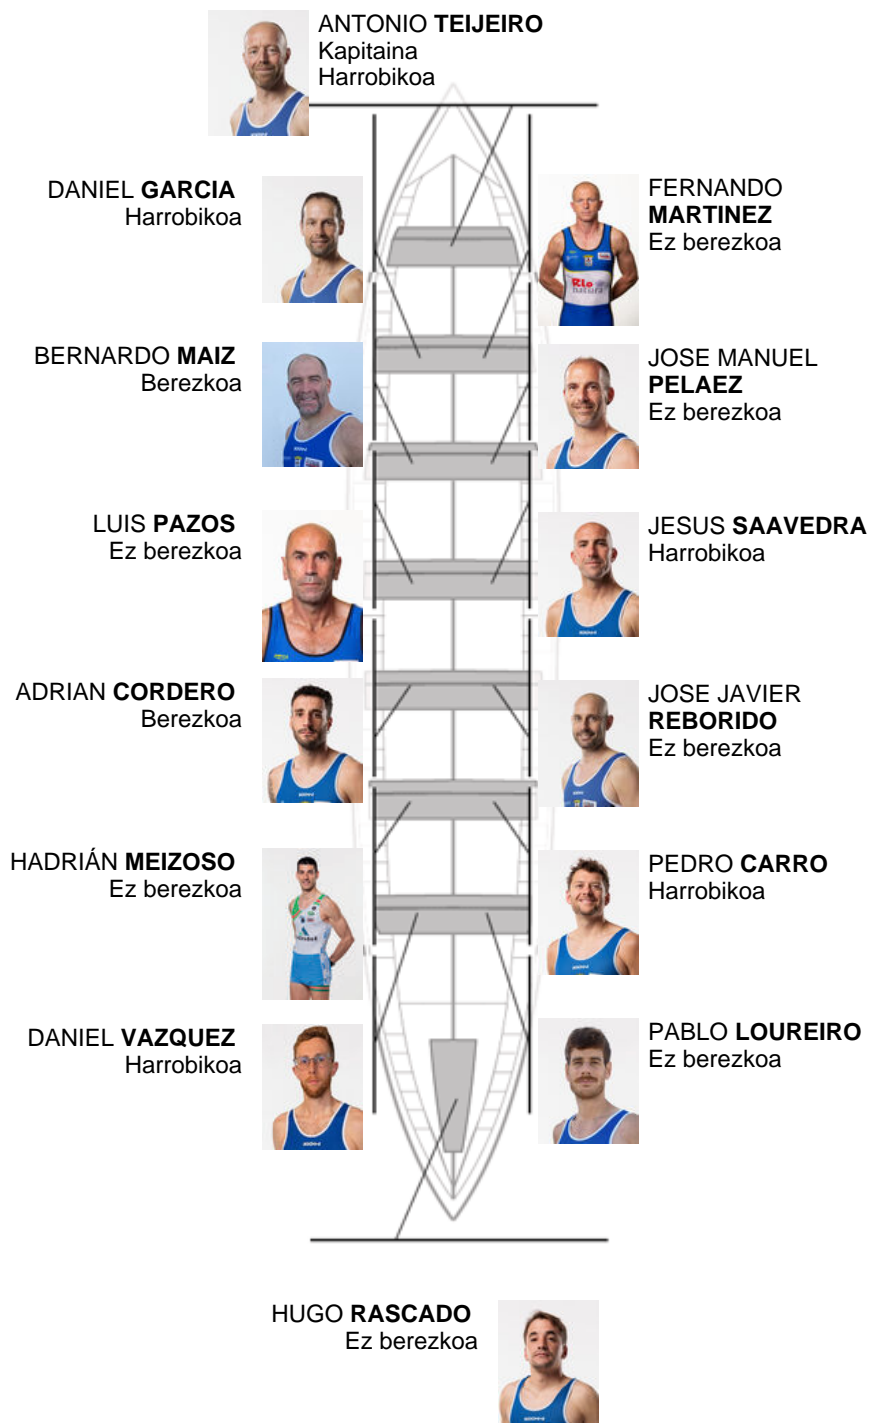 ANTONIO TEIJEIRO
Kapitaina
Harrobikoa
DANIEL GARCIA
Harrobikoa
FERNANDO
MARTINEZ
Ez berezkoa
Rio
natura
BERNARDO MAIZ
Berezkoa
JOSE MANUEL
PELAEZ
Ez berezkoa
LUIS PAZOS
Ez berezkoa
JESUS SAAVEDRA
Harrobikoa
ADRIAN CORDERO
Berezkoa
JOSE JAVIER
REBORIDO
Ez berezkoa
HADRIÁN MEIZOSO
Ez berezkoa
PEDRO CARRO
Harrobikoa
DANIEL VAZQUEZ
Harrobikoa
PABLO LOUREIRO
Ez berezkoa
HUGO RASCADO
Ez berezkoa